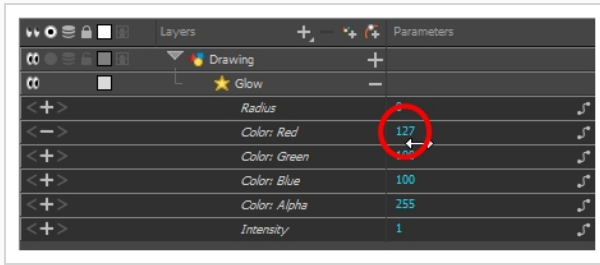 Layers Parameters
Drawing
Glow
Radius
Color: Red 127
Color: Green
Color: Blue 100
Color: Alpha 255
Intensity 1